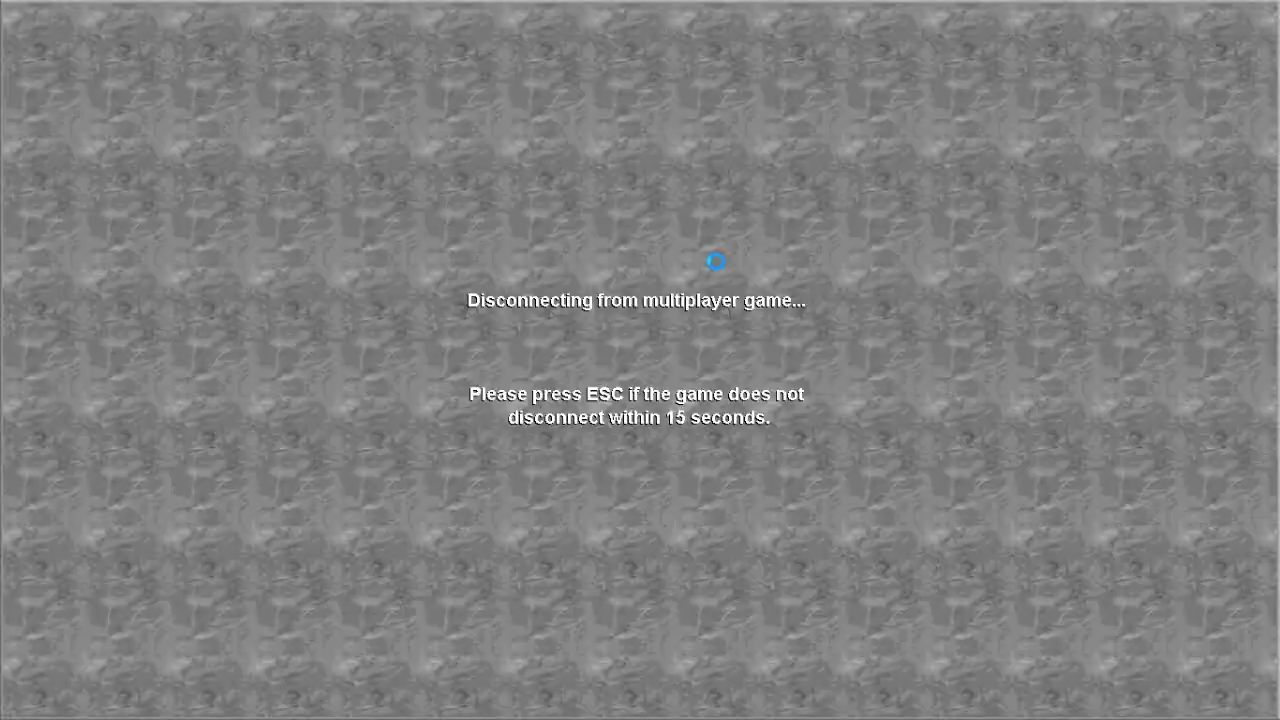 Disconnecting from multiplayer game...
Please press ESC if the game does not
disconnect within 15 seconds.